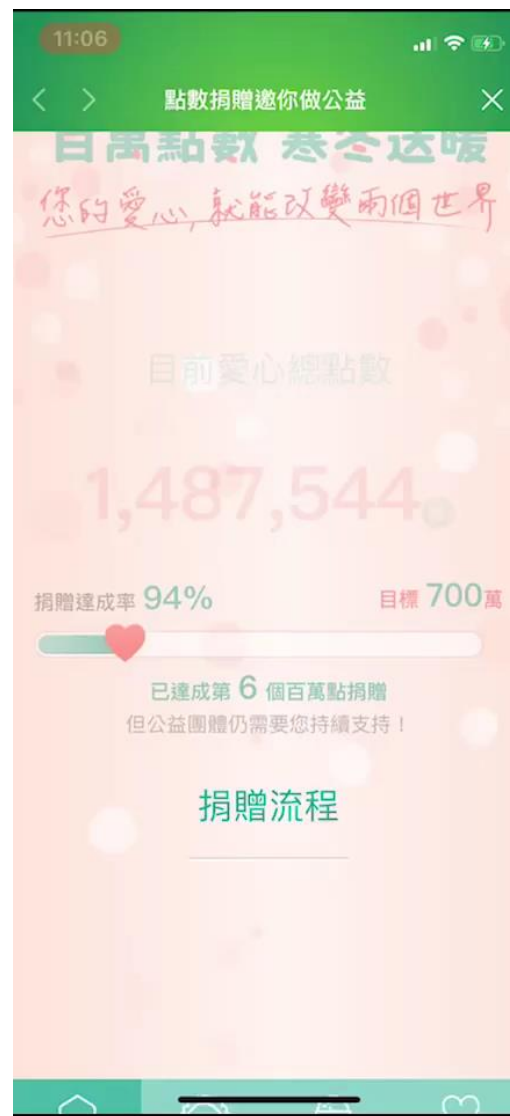 11:06
點數捐贈邀你做公益
百萬點數 寒冬送暖
您的愛心,就能改變兩個世界
目前愛心總點數
1,487,544
捐贈達成率 94%
目標 700萬
已達成第 6 個百萬點捐贈
但公益團體仍需要您持續支持!
捐贈流程